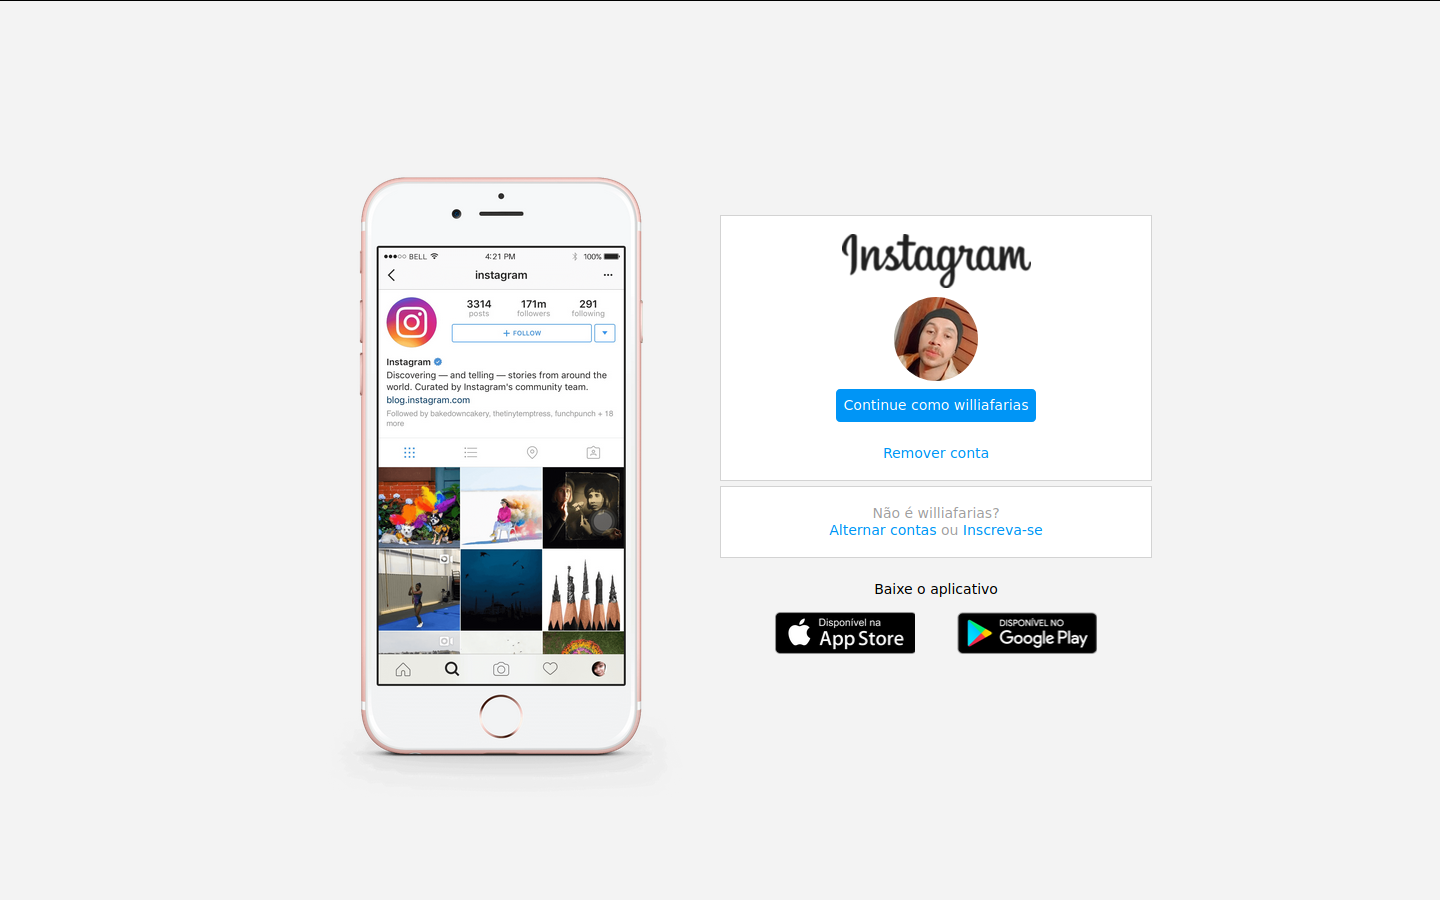 BELL
4:21 PM
100%
instagram
3314
posts
171m
followers
291
following
+ FOLLOW
Instagram
Discovering — and telling — stories from around the
world. Curated by Instagram's community team.
blog.instagram.com
Followed by bakedowncakery, thetinytemptress, funchpunch + 18
more
Instagram
Continue como williafarias
Remover conta
Não é williafarias?
Alternar contas ou Inscreva-se
Baixe o aplicativo
Disponível na
App Store
DISPONÍVEL NO
Google Play